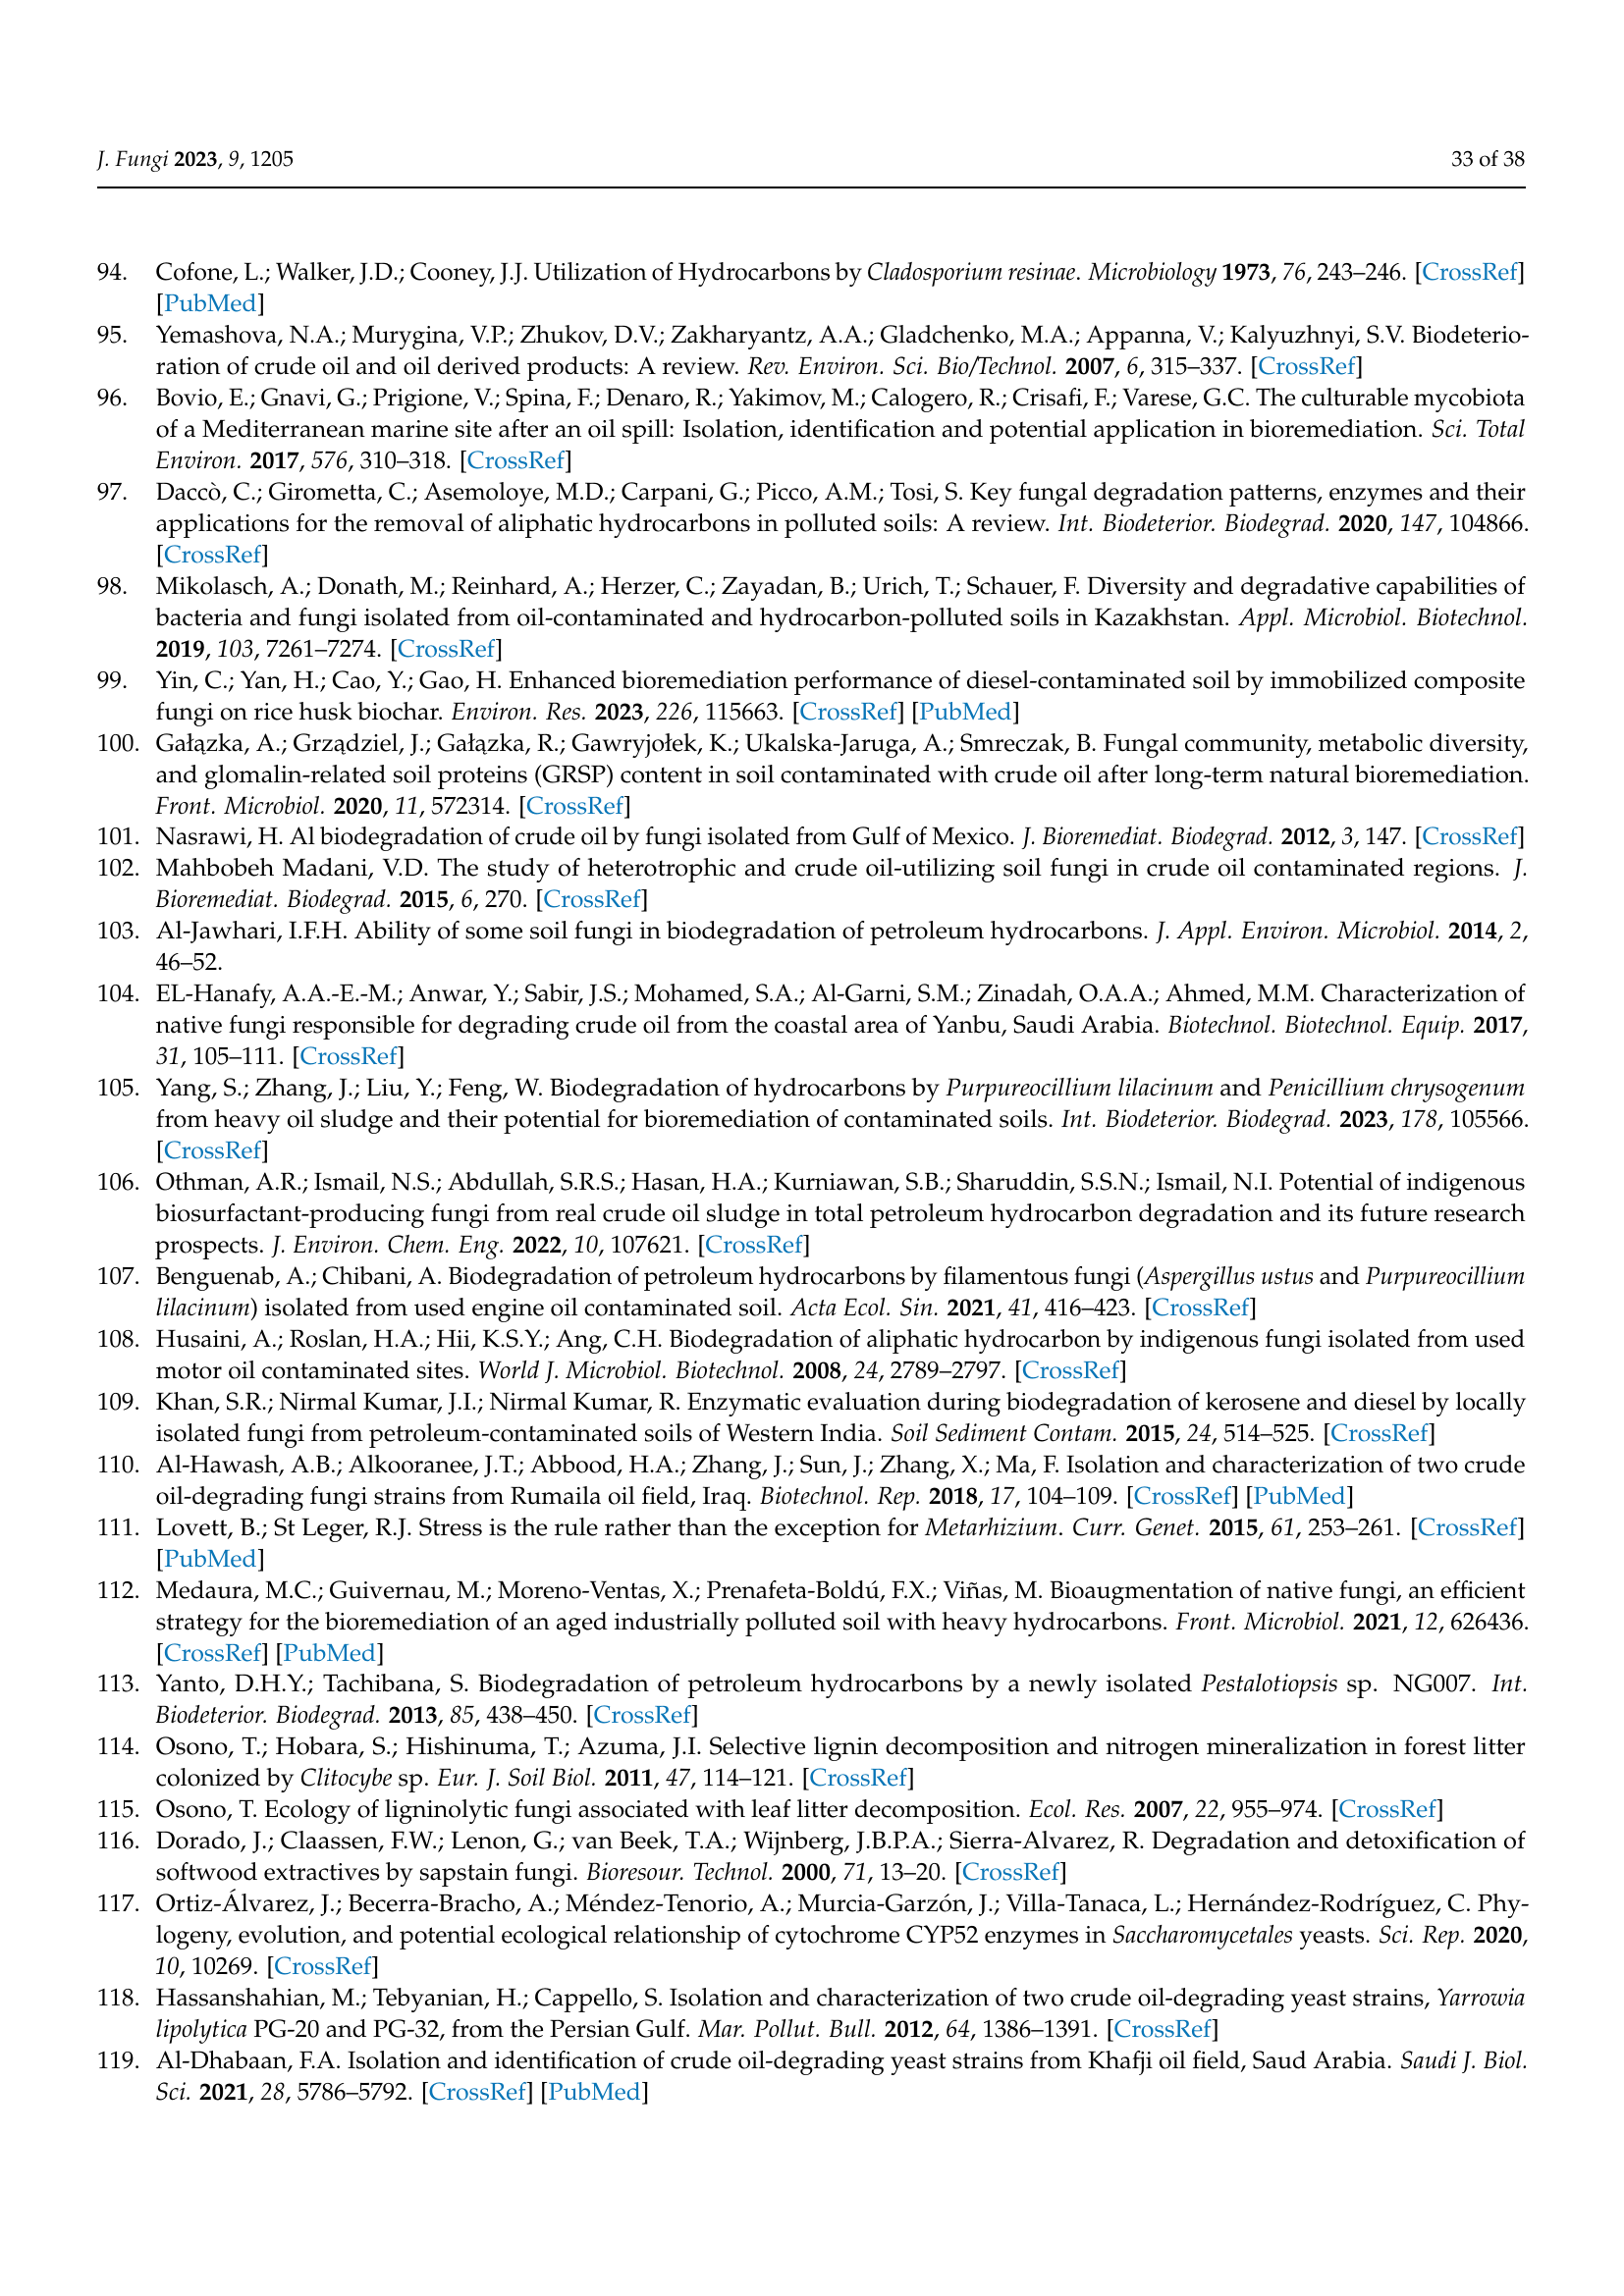 J. Fungi 2023, 9, 1205
33 of 38
94. Cofone, L.; Walker, J.D.; Cooney, J.J. Utilization of Hydrocarbons by Cladosporium resinae. Microbiology 1973, 76, 243–246. [CrossRef]
[PubMed]
95. Yemashova, N.A.; Murygina, V.P.; Zhukov, D.V.; Zakharyantz, A.A.; Gladchenko, M.A.; Appanna, V.; Kalyuzhnyi, S.V. Biodeterio-
ration of crude oil and oil derived products: A review. Rev. Environ. Sci. Bio/Technol. 2007, 6, 315–337. [CrossRef]
96. Bovio, E.; Gnavi, G.; Prigione, V.; Spina, F.; Denaro, R.; Yakimov, M.; Calogero, R.; Crisafi, F.; Varese, G.C. The culturable mycobiota
of a Mediterranean marine site after an oil spill: Isolation, identification and potential application in bioremediation. Sci. Total
Environ. 2017, 576, 310–318. [CrossRef]
97. Daccò, C.; Girometta, C.; Asemoloye, M.D.; Carpani, G.; Picco, A.M.; Tosi, S. Key fungal degradation patterns, enzymes and their
applications for the removal of aliphatic hydrocarbons in polluted soils: A review. Int. Biodeterior. Biodegrad. 2020, 147, 104866.
[CrossRef]
98. Mikolasch, A.; Donath, M.; Reinhard, A.; Herzer, C.; Zayadan, B.; Urich, T.; Schauer, F. Diversity and degradative capabilities of
bacteria and fungi isolated from oil-contaminated and hydrocarbon-polluted soils in Kazakhstan. Appl. Microbiol. Biotechnol.
2019, 103, 7261–7274. [CrossRef]
99. Yin, C.; Yan, H.; Cao, Y.; Gao, H. Enhanced bioremediation performance of diesel-contaminated soil by immobilized composite
fungi on rice husk biochar. Environ. Res. 2023, 226, 115663. [CrossRef] [PubMed]
100. Gałązka, A.; Grządziel, J.; Gałązka, R.; Gawryjołek, K.; Ukalska-Jaruga, A.; Smreczak, B. Fungal community, metabolic diversity,
and glomalin-related soil proteins (GRSP) content in soil contaminated with crude oil after long-term natural bioremediation.
Front. Microbiol. 2020, 11, 572314. [CrossRef]
101. Nasrawi, H. Al biodegradation of crude oil by fungi isolated from Gulf of Mexico. J. Bioremediat. Biodegrad. 2012, 3, 147. [CrossRef]
102. Mahbobeh Madani, V.D. The study of heterotrophic and crude oil-utilizing soil fungi in crude oil contaminated regions. J.
Bioremediat. Biodegrad. 2015, 6, 270. [CrossRef]
103. Al-Jawhari, I.F.H. Ability of some soil fungi in biodegradation of petroleum hydrocarbons. J. Appl. Environ. Microbiol. 2014, 2,
46–52.
104. EL-Hanafy, A.A.-E.-M.; Anwar, Y.; Sabir, J.S.; Mohamed, S.A.; Al-Garni, S.M.; Zinadah, O.A.A.; Ahmed, M.M. Characterization of
native fungi responsible for degrading crude oil from the coastal area of Yanbu, Saudi Arabia. Biotechnol. Biotechnol. Equip. 2017,
31, 105–111. [CrossRef]
105. Yang, S.; Zhang, J.; Liu, Y.; Feng, W. Biodegradation of hydrocarbons by Purpureocillium lilacinum and Penicillium chrysogenum
from heavy oil sludge and their potential for bioremediation of contaminated soils. Int. Biodeterior. Biodegrad. 2023, 178, 105566.
[CrossRef]
106. Othman, A.R.; Ismail, N.S.; Abdullah, S.R.S.; Hasan, H.A.; Kurniawan, S.B.; Sharuddin, S.S.N.; Ismail, N.I. Potential of indigenous
biosurfactant-producing fungi from real crude oil sludge in total petroleum hydrocarbon degradation and its future research
prospects. J. Environ. Chem. Eng. 2022, 10, 107621. [CrossRef]
107. Benguenab, A.; Chibani, A. Biodegradation of petroleum hydrocarbons by filamentous fungi (Aspergillus ustus and Purpureocillium
lilacinum) isolated from used engine oil contaminated soil. Acta Ecol. Sin. 2021, 41, 416–423. [CrossRef]
108. Husaini, A.; Roslan, H.A.; Hii, K.S.Y.; Ang, C.H. Biodegradation of aliphatic hydrocarbon by indigenous fungi isolated from used
motor oil contaminated sites. World J. Microbiol. Biotechnol. 2008, 24, 2789–2797. [CrossRef]
109. Khan, S.R.; Nirmal Kumar, J.I.; Nirmal Kumar, R. Enzymatic evaluation during biodegradation of kerosene and diesel by locally
isolated fungi from petroleum-contaminated soils of Western India. Soil Sediment Contam. 2015, 24, 514–525. [CrossRef]
110. Al-Hawash, A.B.; Alkooranee, J.T.; Abbood, H.A.; Zhang, J.; Sun, J.; Zhang, X.; Ma, F. Isolation and characterization of two crude
oil-degrading fungi strains from Rumaila oil field, Iraq. Biotechnol. Rep. 2018, 17, 104–109. [CrossRef] [PubMed]
111. Lovett, B.; St Leger, R.J. Stress is the rule rather than the exception for Metarhizium. Curr. Genet. 2015, 61, 253–261. [CrossRef]
[PubMed]
112. Medaura, M.C.; Guivernau, M.; Moreno-Ventas, X.; Prenafeta-Boldú, F.X.; Viñas, M. Bioaugmentation of native fungi, an efficient
strategy for the bioremediation of an aged industrially polluted soil with heavy hydrocarbons. Front. Microbiol. 2021, 12, 626436.
[CrossRef] [PubMed]
113. Yanto, D.H.Y.; Tachibana, S. Biodegradation of petroleum hydrocarbons by a newly isolated Pestalotiopsis sp. NG007. Int.
Biodeterior. Biodegrad. 2013, 85, 438–450. [CrossRef]
114. Osono, T.; Hobara, S.; Hishinuma, T.; Azuma, J.I. Selective lignin decomposition and nitrogen mineralization in forest litter
colonized by Clitocybe sp. Eur. J. Soil Biol. 2011, 47, 114–121. [CrossRef]
115. Osono, T. Ecology of ligninolytic fungi associated with leaf litter decomposition. Ecol. Res. 2007, 22, 955–974. [CrossRef]
116. Dorado, J.; Claassen, F.W.; Lenon, G.; van Beek, T.A.; Wijnberg, J.B.P.A.; Sierra-Alvarez, R. Degradation and detoxification of
softwood extractives by sapstain fungi. Bioresour. Technol. 2000, 71, 13–20. [CrossRef]
117. Ortiz-Álvarez, J.; Becerra-Bracho, A.; Méndez-Tenorio, A.; Murcia-Garzón, J.; Villa-Tanaca, L.; Hernández-Rodríguez, C. Phy-
logeny, evolution, and potential ecological relationship of cytochrome CYP52 enzymes in Saccharomycetales yeasts. Sci. Rep. 2020,
10, 10269. [CrossRef]
118. Hassanshahian, M.; Tebyanian, H.; Cappello, S. Isolation and characterization of two crude oil-degrading yeast strains, Yarrowia
lipolytica PG-20 and PG-32, from the Persian Gulf. Mar. Pollut. Bull. 2012, 64, 1386–1391. [CrossRef]
119. Al-Dhabaan, F.A. Isolation and identification of crude oil-degrading yeast strains from Khafji oil field, Saud Arabia. Saudi J. Biol.
Sci. 2021, 28, 5786–5792. [CrossRef] [PubMed]